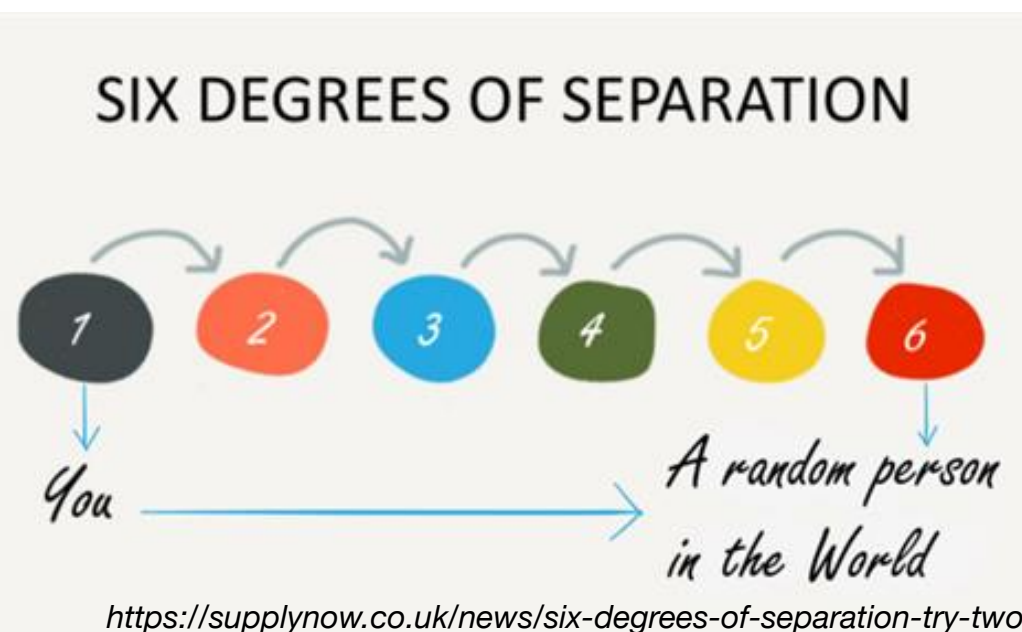 SIX DEGREES OF SEPARATION
1 2 3 4 5 6
You
A random person
in the World
https://supplynow.co.uk/news/six-degrees-of-separation-try-two